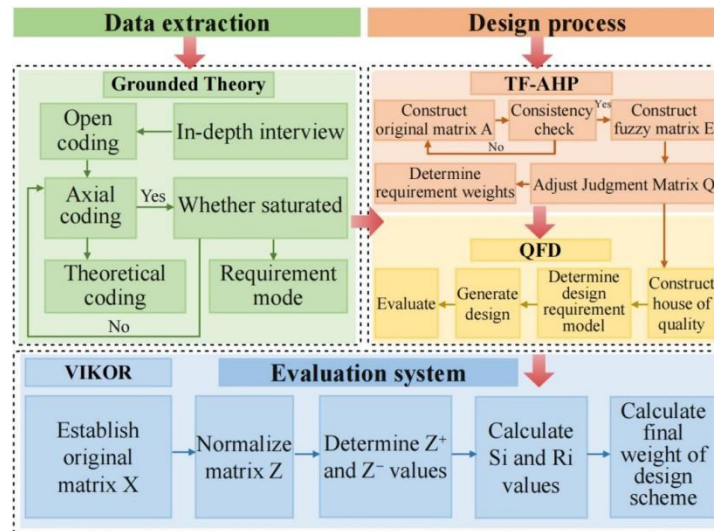 Data extraction
Design process
Grounded Theory
Open
coding
In-depth interview
Axial
coding
Yes
Whether saturated
Theoretical
coding
Requirement
mode
No
TF-AHP
Construct
original matrix A
Consistency
check
Yes
Construct
fuzzy matrix E
No
Determine
requirement weights
Adjust Judgment Matrix Q
QFD
Evaluate
Generate
design
Determine
design
requirement
model
Construct
house of
quality
VIKOR
Evaluation system
Establish
original
matrix X
Normalize
matrix Z
Determine Z⁺
and Z⁻ values
Calculate
Si and Ri
values
Calculate
final
weight of
design
scheme